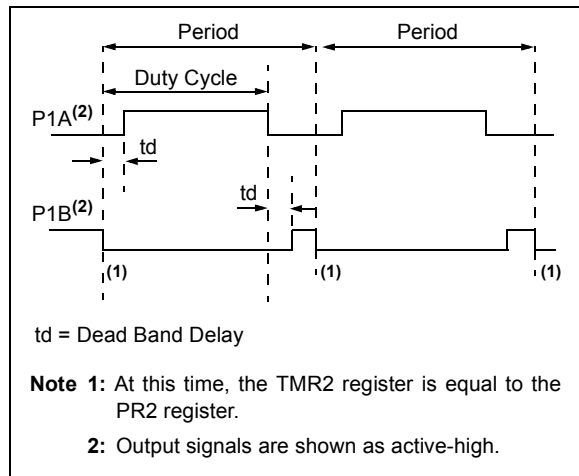 Period Period
Duty Cycle
P1A(2)
td
td
P1B(2)
(1) (1) (1)
td = Dead Band Delay
Note 1: At this time, the TMR2 register is equal to the
PR2 register.
2: Output signals are shown as active-high.